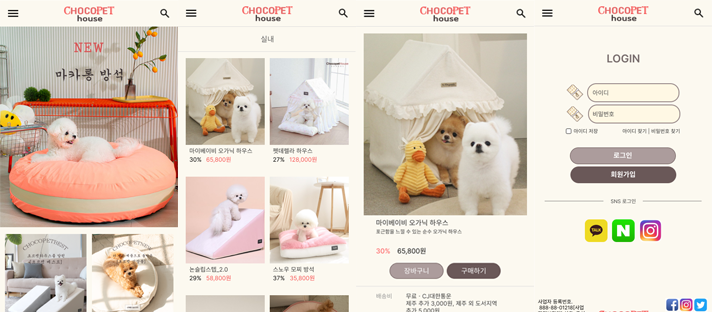 CHOCOPET
house
NEW
마카롱 방석
CHOCOPET
house
실내
마이베이비 오가닉 하우스
30% 65,800원
펫데렐라 하우스
27% 128,000원
논슬립스텝_2.0
29% 58,800원
스노우 모찌 방석
37% 35,800원
CHOCOPET
house
마이베이비 오가닉 하우스
포근함을 느낄 수 있는 순수 오가닉 하우스
30% 65,800원
장바구니
구매하기
배송비
무료 · CJ대한통운
제주 추가 3,000원, 제주 외 도서지역
추가 5,000원
CHOCOPET
house
LOGIN
아이디
비밀번호
아이디 저장
아이디 찾기 | 비밀번호 찾기
로그인
회원가입
SNS 로그인
TALK
N
사업자 등록번호.
888-88-01218[사업